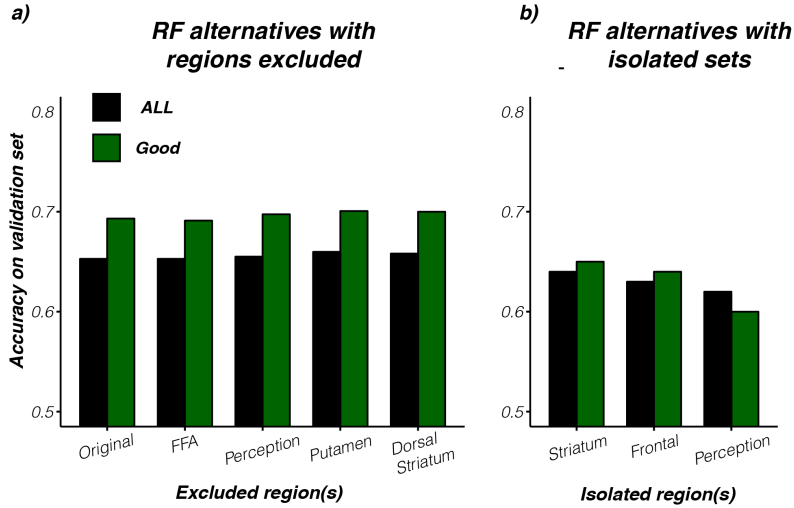 a)
RF alternatives with
regions excluded
ALL
Good
Accuracy on validation set
0.8
0.7
0.6
0.5
Original
FFA
Perception
Putamen
Dorsal
Striatum
Excluded region(s)
b)
RF alternatives with
isolated sets
-
0.8
0.7
0.6
0.5
Striatum
Frontal
Perception
Isolated region(s)